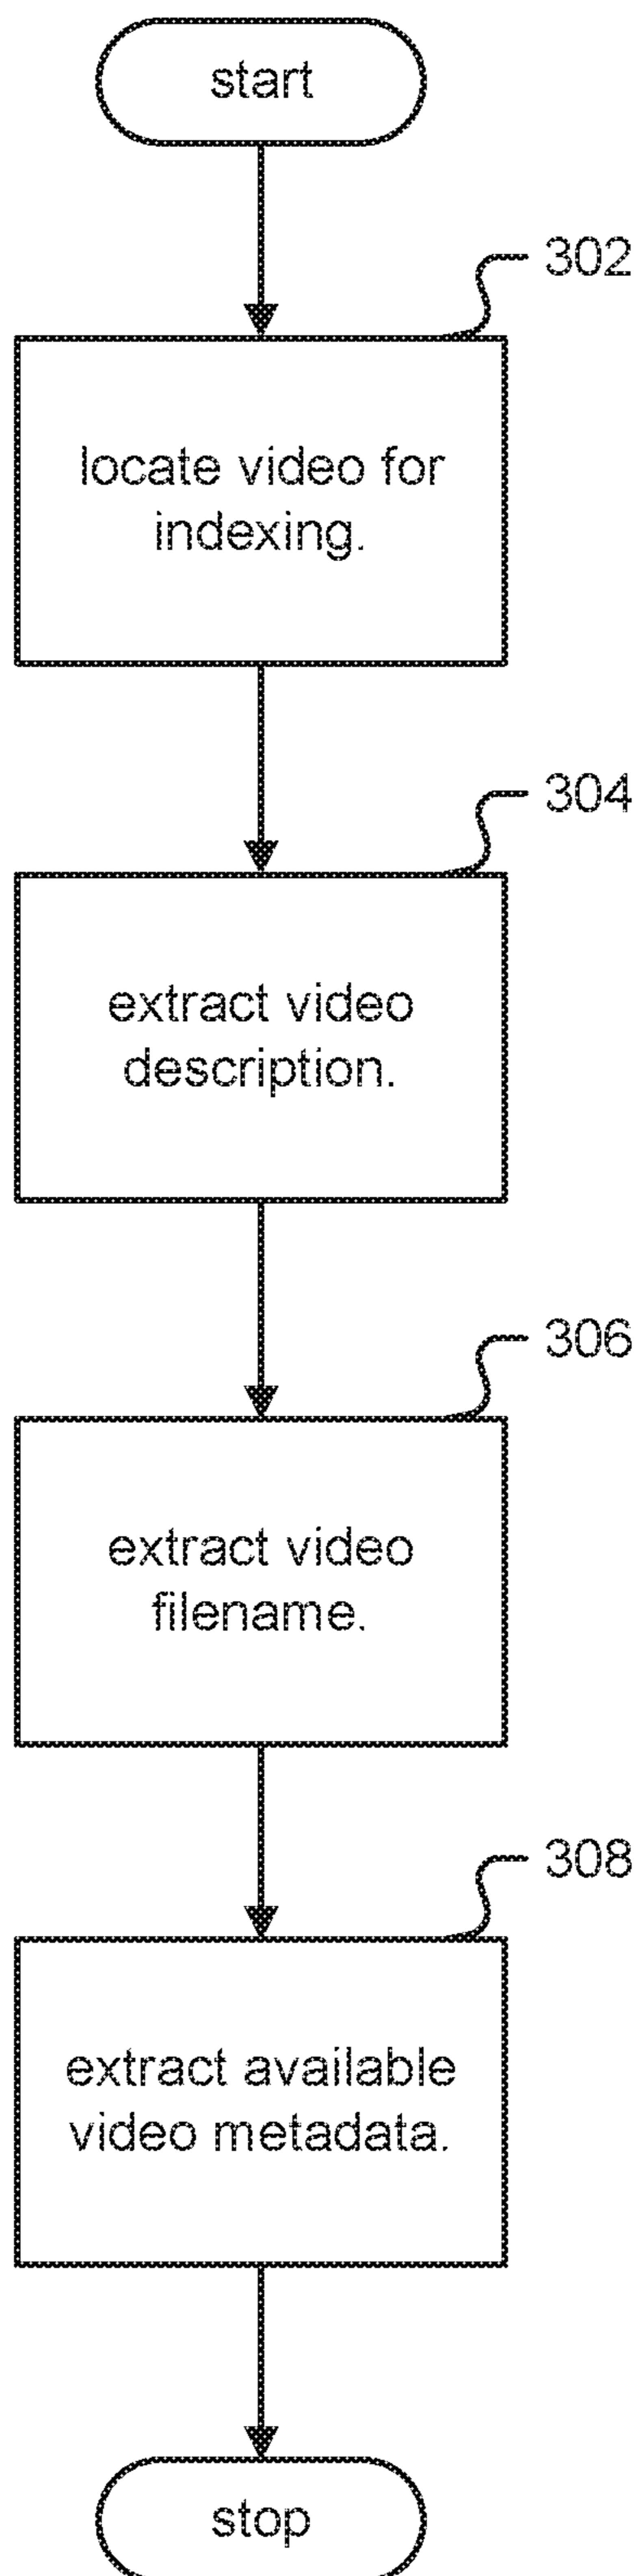 start
302
locate video for
indexing.
304
extract video
description.
306
extract video
filename.
308
extract available
video metadata.
stop